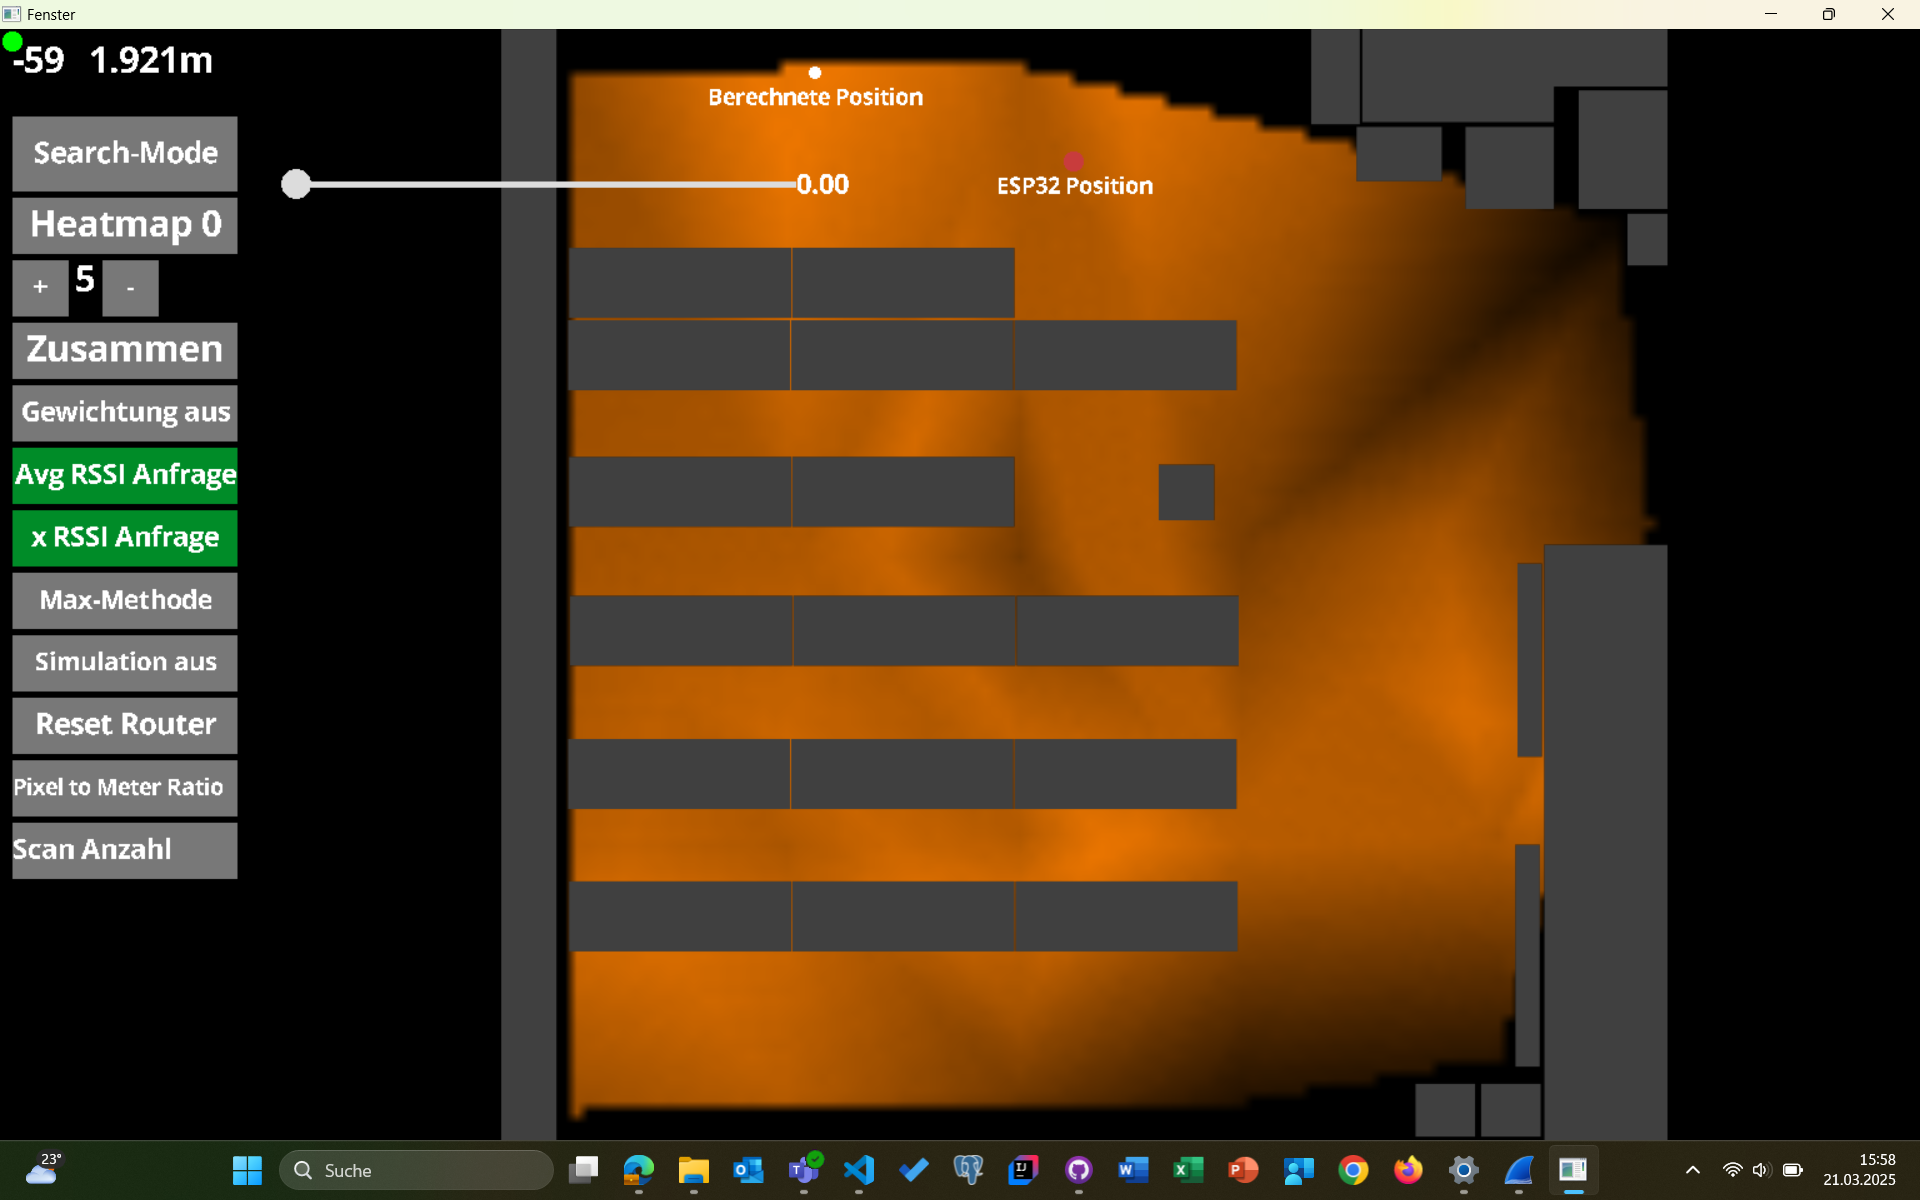 Fenster
-59 1.921m
Berechnete Position
Search-Mode
0.00
ESP32 Position
Heatmap 0
+ 5 -
Zusammen
Gewichtung aus
Avg RSSI Anfrage
x RSSI Anfrage
Max-Methode
Simulation aus
Reset Router
Pixel to Meter Ratio
Scan Anzahl
23°
Suche
15:58
21.03.2025